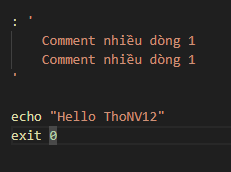 : '
    Comment nhiều dòng 1
    Comment nhiều dòng 1
'
echo "Hello ThoNV12"
exit 0